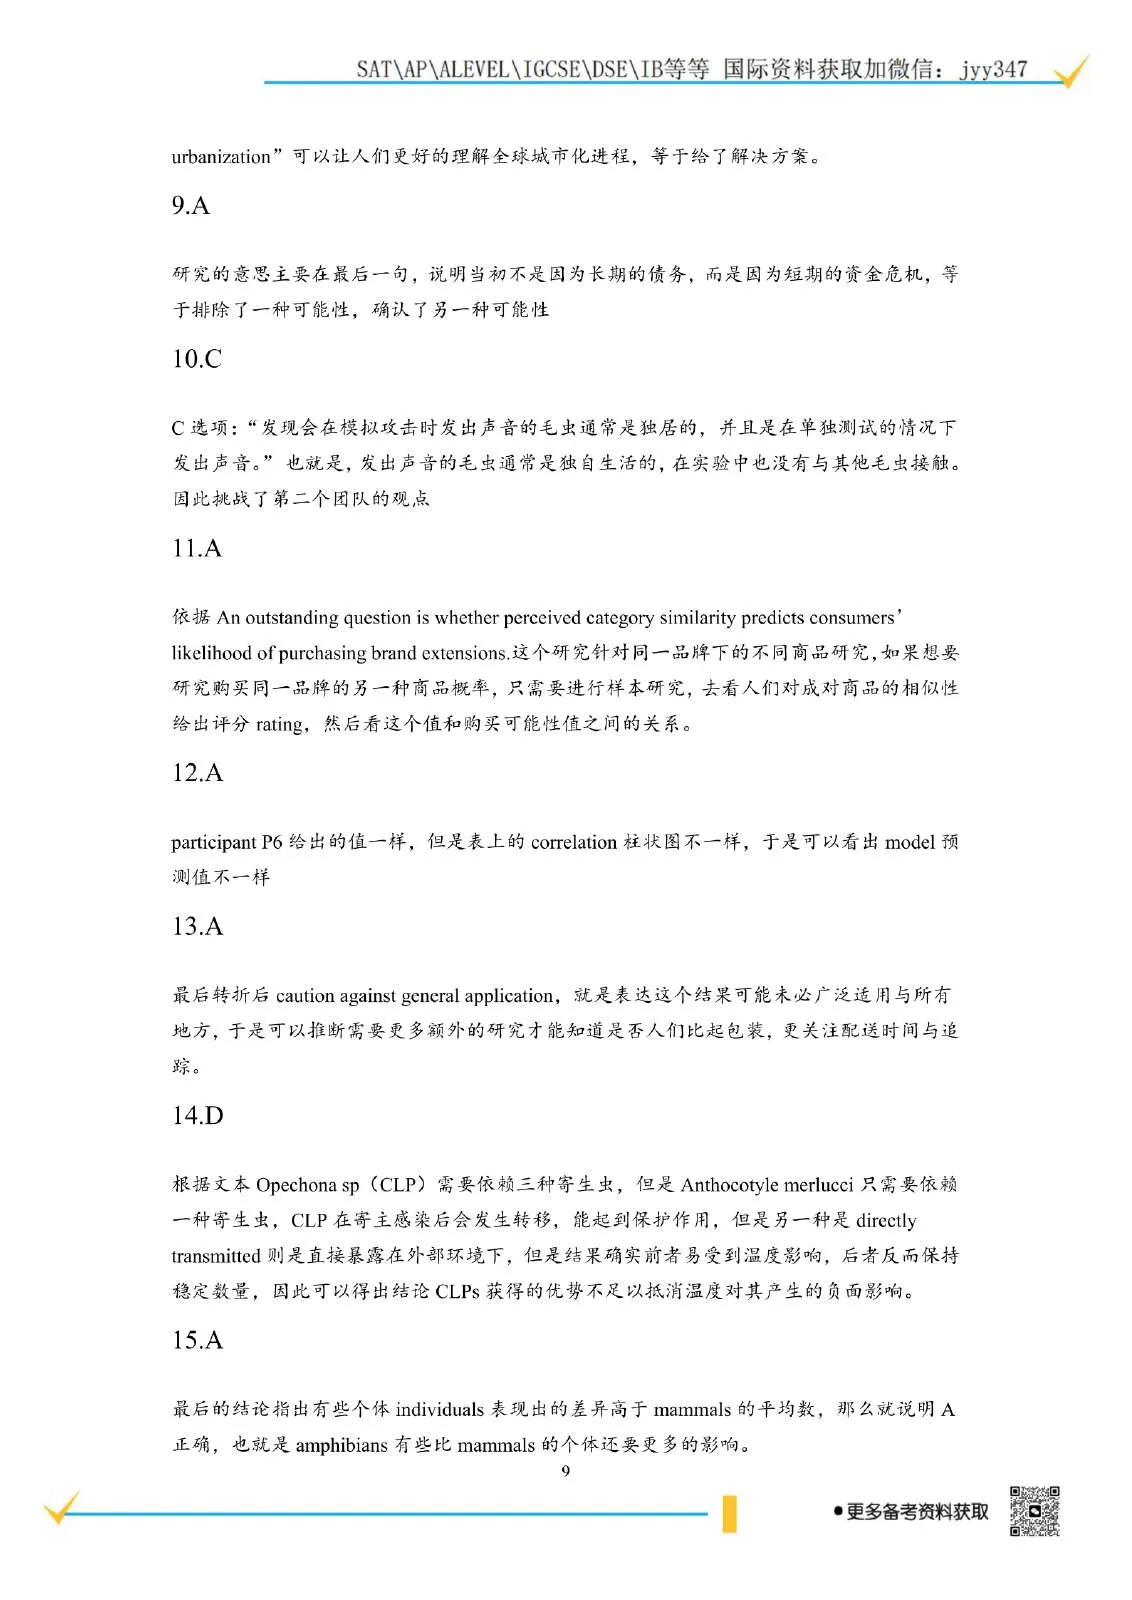 SAT\AP\ALEVEL\IGCSE\DSE\IB等等 国际资料获取加微信：jyy347
urbanization”可以让人们更好的理解全球城市化进程，等于给了解决方案。
9.A
研究的意思主要在最后一句，说明当初不是因为长期的债务，而是因为短期的资金危机，等
于排除了一种可能性，确认了另一种可能性
10.C
C 选项：“发现会在模拟攻击时发出声音的毛虫通常是独居的，并且是在单独测试的情况下
发出声音。” 也就是，发出声音的毛虫通常是独自生活的，在实验中也没有与其他毛虫接触。
因此挑战了第二个团队的观点
11.A
依据 An outstanding question is whether perceived category similarity predicts consumers’
likelihood of purchasing brand extensions.这个研究针对同一品牌下的不同商品研究，如果想要
研究购买同一品牌的另一种商品概率，只需要进行样本研究，去看人们对成对商品的相似性
给出评分 rating，然后看这个值和购买可能性值之间的关系。
12.A
participant P6 给出的值一样，但是表上的 correlation 柱状图不一样，于是可以看出 model 预
测值不一样
13.A
最后转折后 caution against general application，就是表达这个结果可能未必广泛适用与所有
地方，于是可以推断需要更多额外的研究才能知道是否人们比起包装，更关注配送时间与追
踪。
14.D
根据文本 Opechona sp（CLP）需要依赖三种寄生虫，但是 Anthocotyle merlucci 只需要依赖
一种寄生虫，CLP 在寄主感染后会发生转移，能起到保护作用，但是另一种是 directly
transmitted 则是直接暴露在外部环境下，但是结果确实前者易受到温度影响，后者反而保持
稳定数量，因此可以得出结论 CLPs 获得的优势不足以抵消温度对其产生的负面影响。
15.A
最后的结论指出有些个体 individuals 表现出的差异高于 mammals 的平均数，那么就说明 A
正确，也就是 amphibians 有些比 mammals 的个体还要更多的影响。
9
•更多备考资料获取